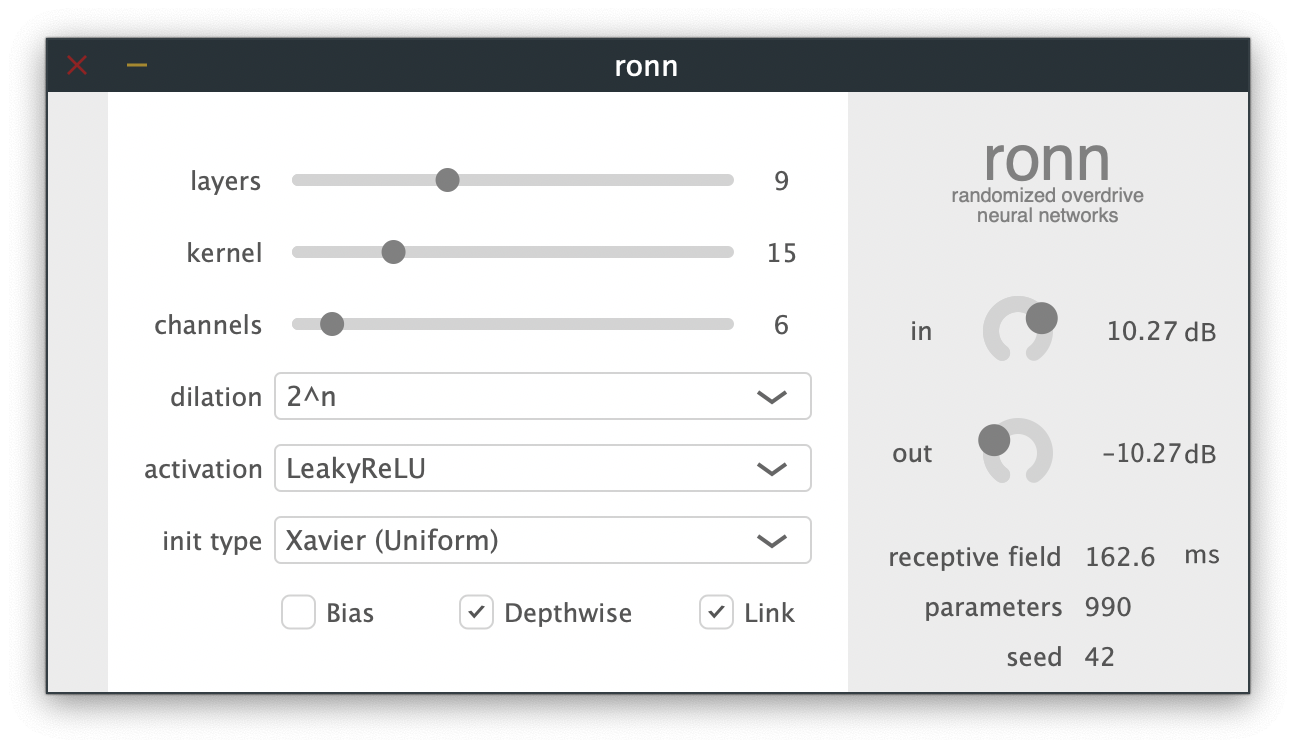 ronn
layers 9
kernel 15
channels 6
dilation 2^n
activation LeakyReLU
init type Xavier (Uniform)
Bias Depthwise Link
ronn
randomized overdrive
neural networks
in 10.27 dB
out -10.27 dB
receptive field 162.6 ms
parameters 990
seed 42